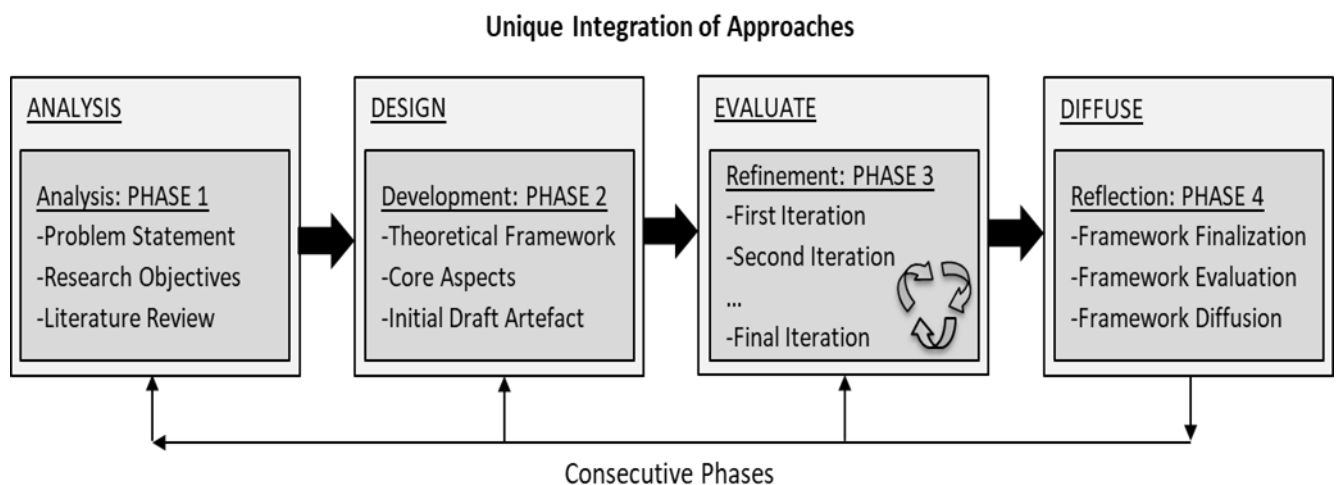 Unique Integration of Approaches
ANALYSIS
Analysis: PHASE 1
-Problem Statement
-Research Objectives
-Literature Review
DESIGN
Development: PHASE 2
-Theoretical Framework
-Core Aspects
-Initial Draft Artefact
EVALUATE
Refinement: PHASE 3
-First Iteration
-Second Iteration
...
-Final Iteration
DIFFUSE
Reflection: PHASE 4
-Framework Finalization
-Framework Evaluation
-Framework Diffusion
Consecutive Phases